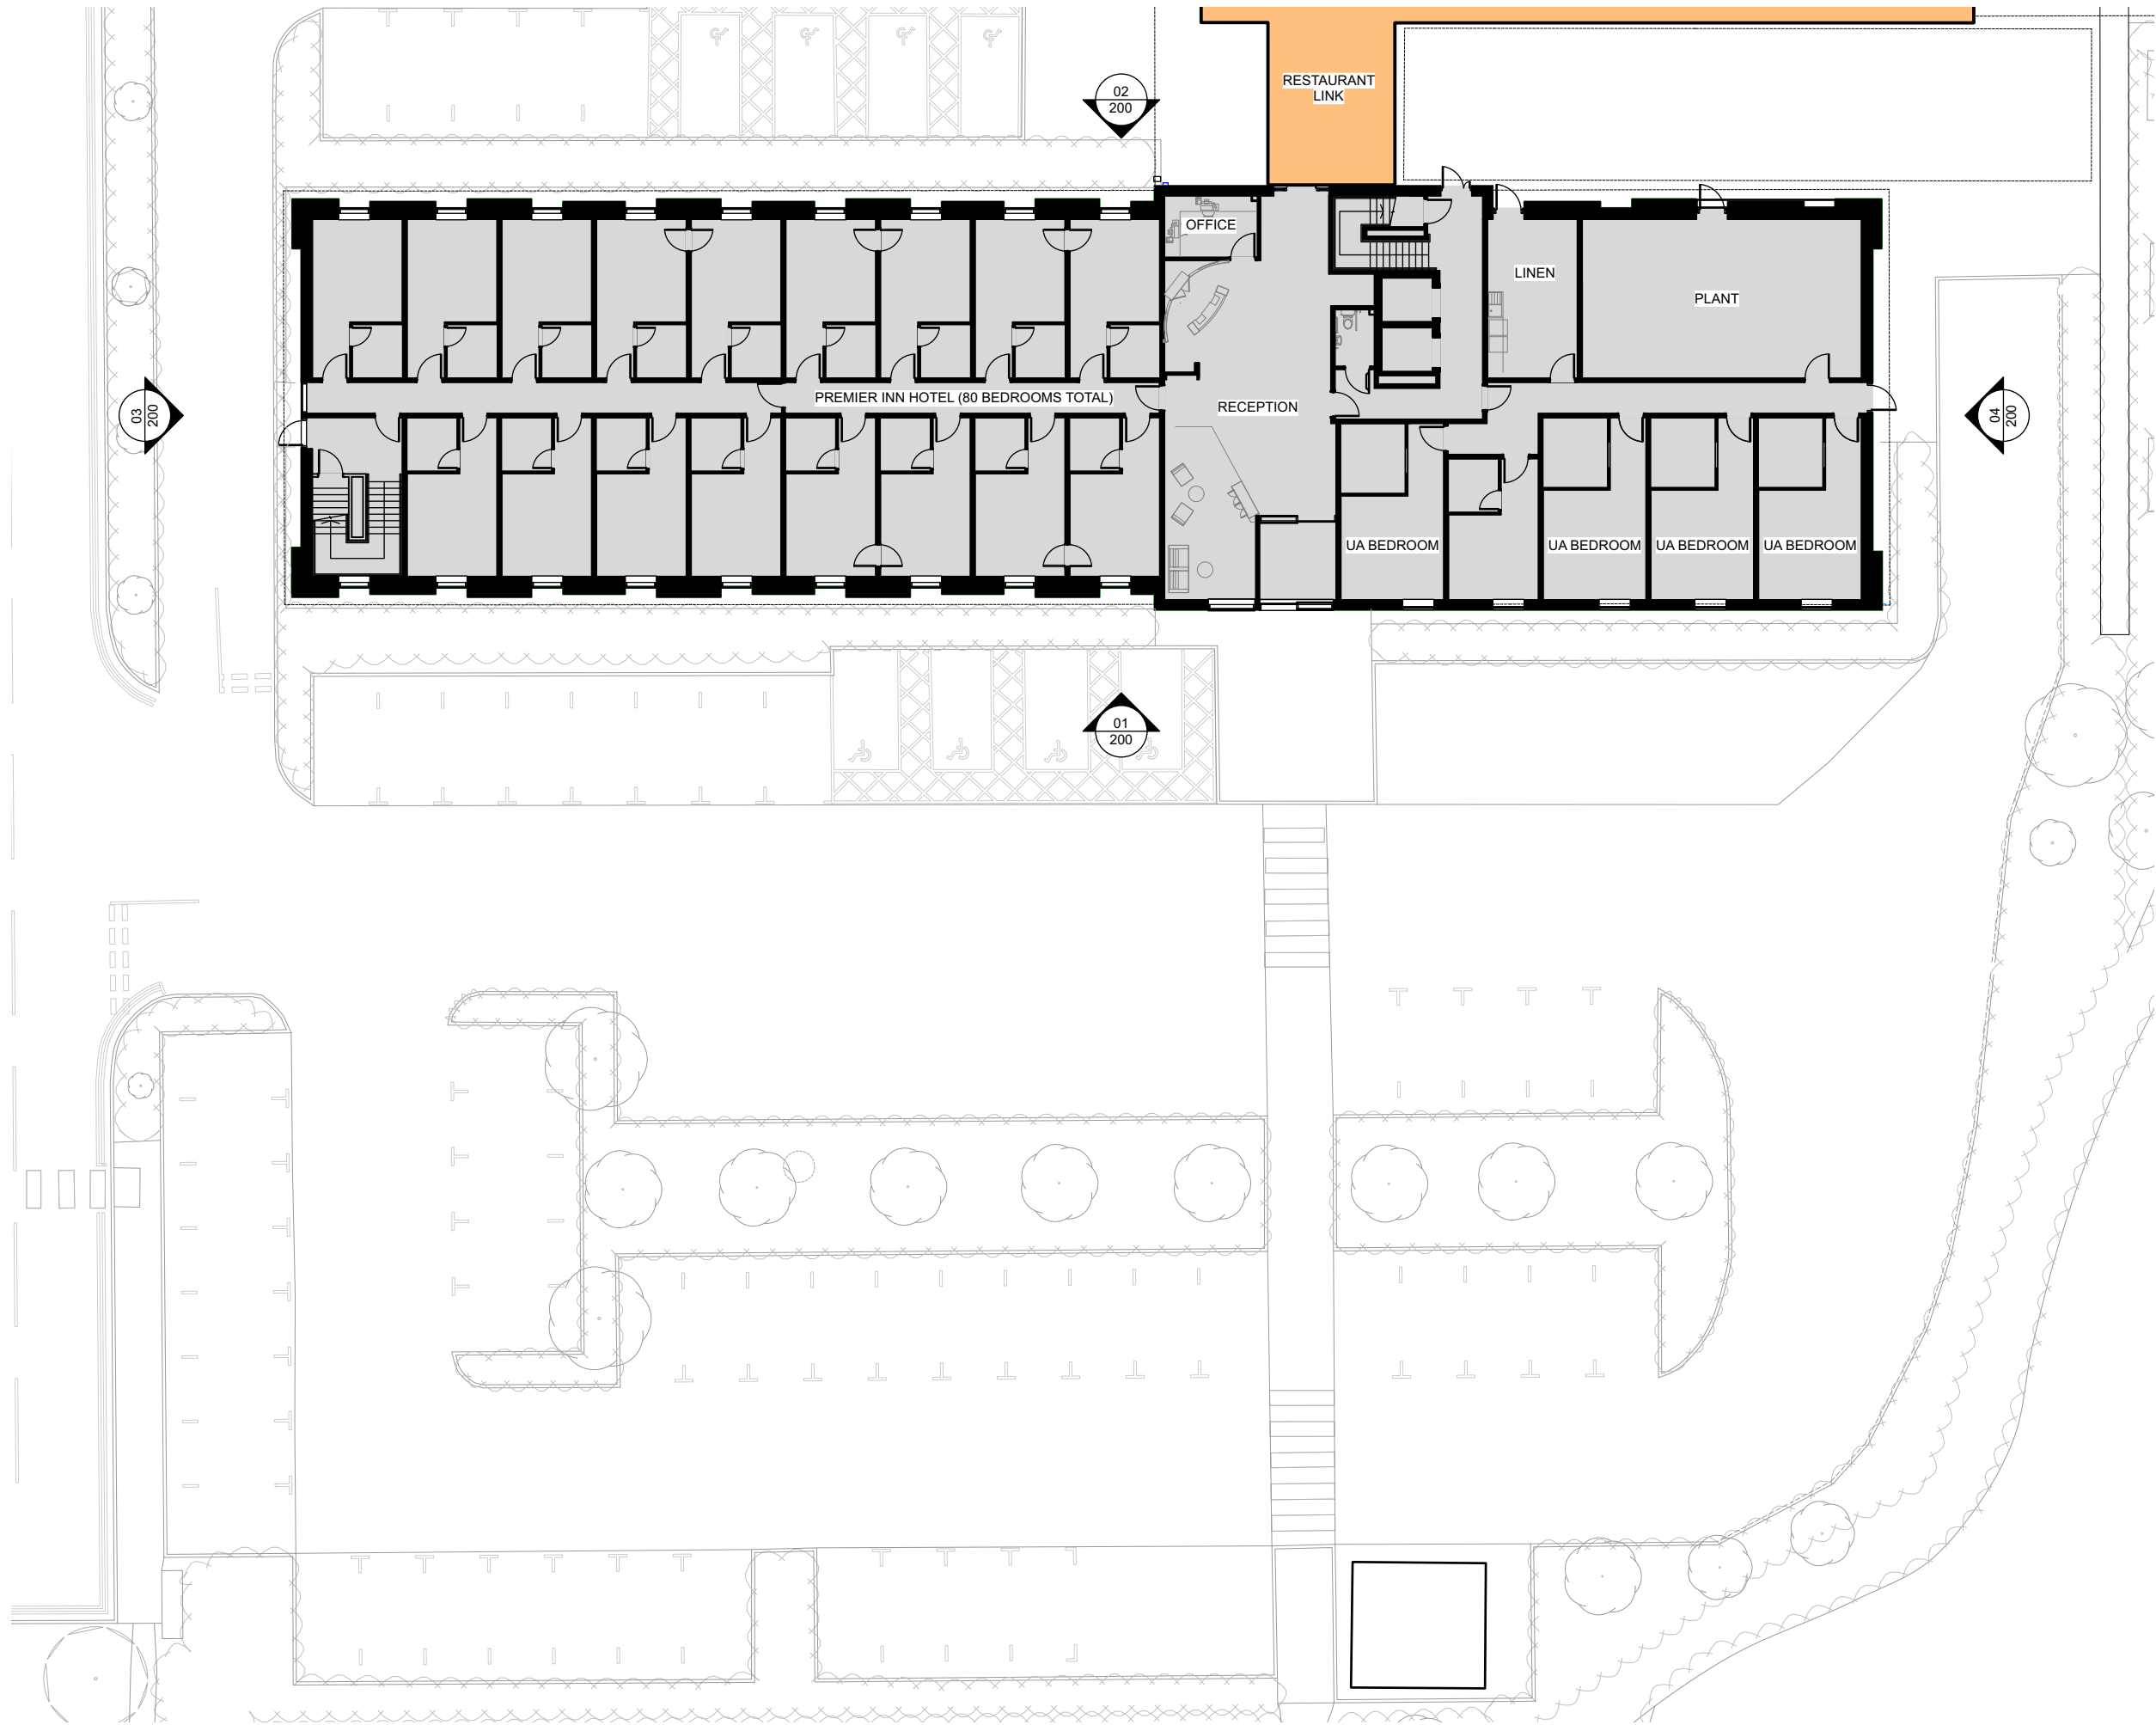 RESTAURANT
LINK
02
200
OFFICE
LINEN
PLANT
03
200
PREMIER INN HOTEL (80 BEDROOMS TOTAL)
RECEPTION
04
200
UA BEDROOM
UA BEDROOM
UA BEDROOM
UA BEDROOM
01
200